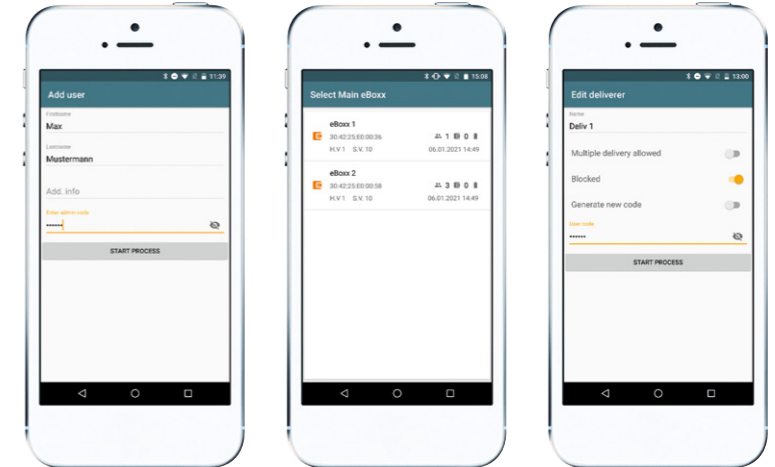 11:39
Add user
Firstname
Max
Lastname
Mustermann
Add. info
Enter admin code
••••••
START PROCESS
15:08
Select Main eBoxx
eBoxx 1
30:42:25:E0:00:36 1 0
H.V 1 S.V. 10 06.01.2021 14:49
eBoxx 2
30:42:25:E0:00:58 3 0
H.V 1 S.V. 10 06.01.2021 14:49
13:00
Edit deliverer
Name
Deliv 1
Multiple delivery allowed
Blocked
Generate new code
User code
••••••
START PROCESS